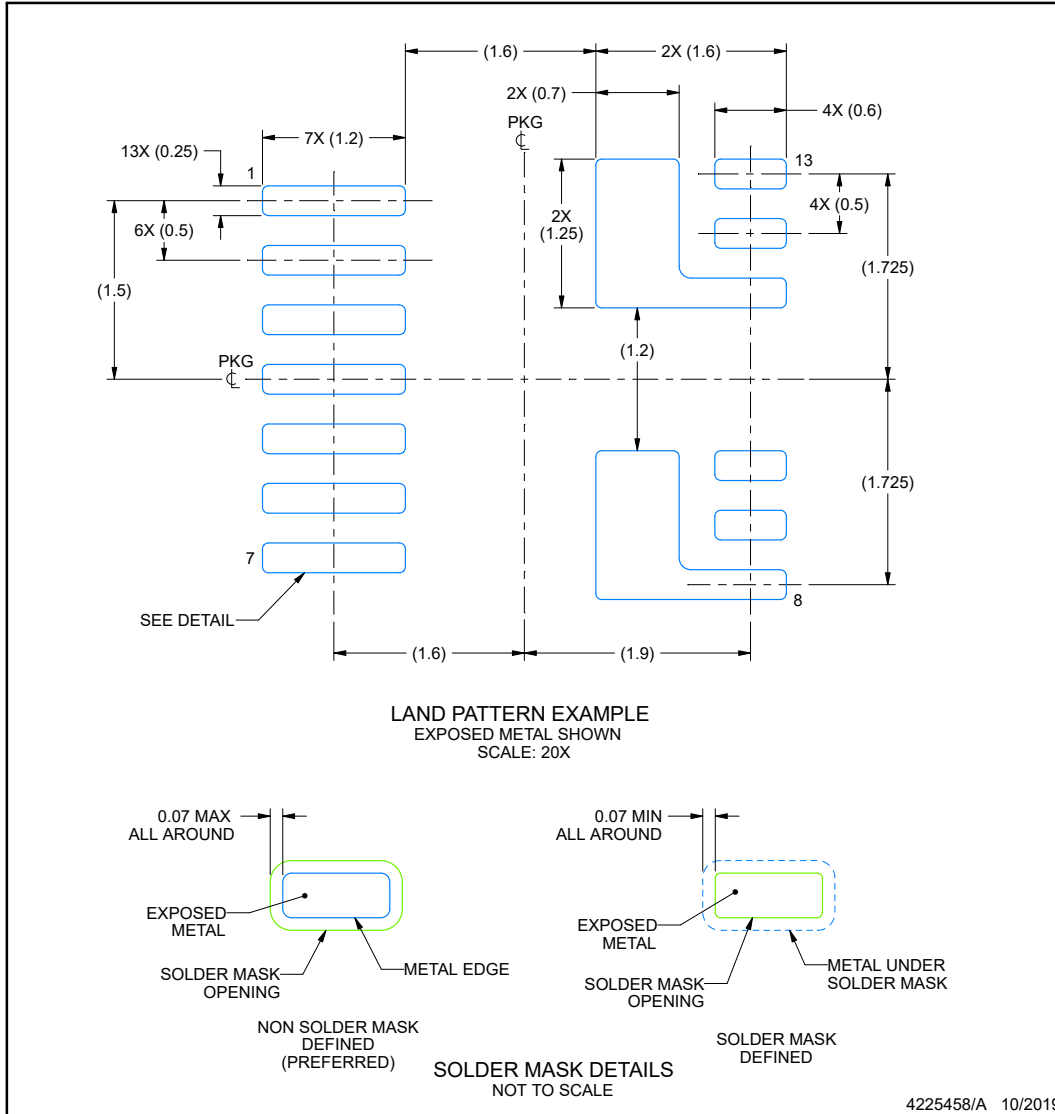 (1.6)
2X (1.6)
2X (0.7)
4X (0.6)
PKG
℄
7X (1.2)
13X (0.25)
1
13
6X (0.5)
2X
(1.25)
4X (0.5)
(1.5)
(1.725)
(1.2)
PKG
℄
(1.725)
7
8
SEE DETAIL
(1.6)
(1.9)
LAND PATTERN EXAMPLE
EXPOSED METAL SHOWN
SCALE: 20X
0.07 MAX
ALL AROUND
EXPOSED
METAL
SOLDER MASK
OPENING
METAL EDGE
NON SOLDER MASK
DEFINED
(PREFERRED)
0.07 MIN
ALL AROUND
EXPOSED
METAL
SOLDER MASK
OPENING
METAL UNDER
SOLDER MASK
SOLDER MASK
DEFINED
SOLDER MASK DETAILS
NOT TO SCALE
4225458/A 10/2019